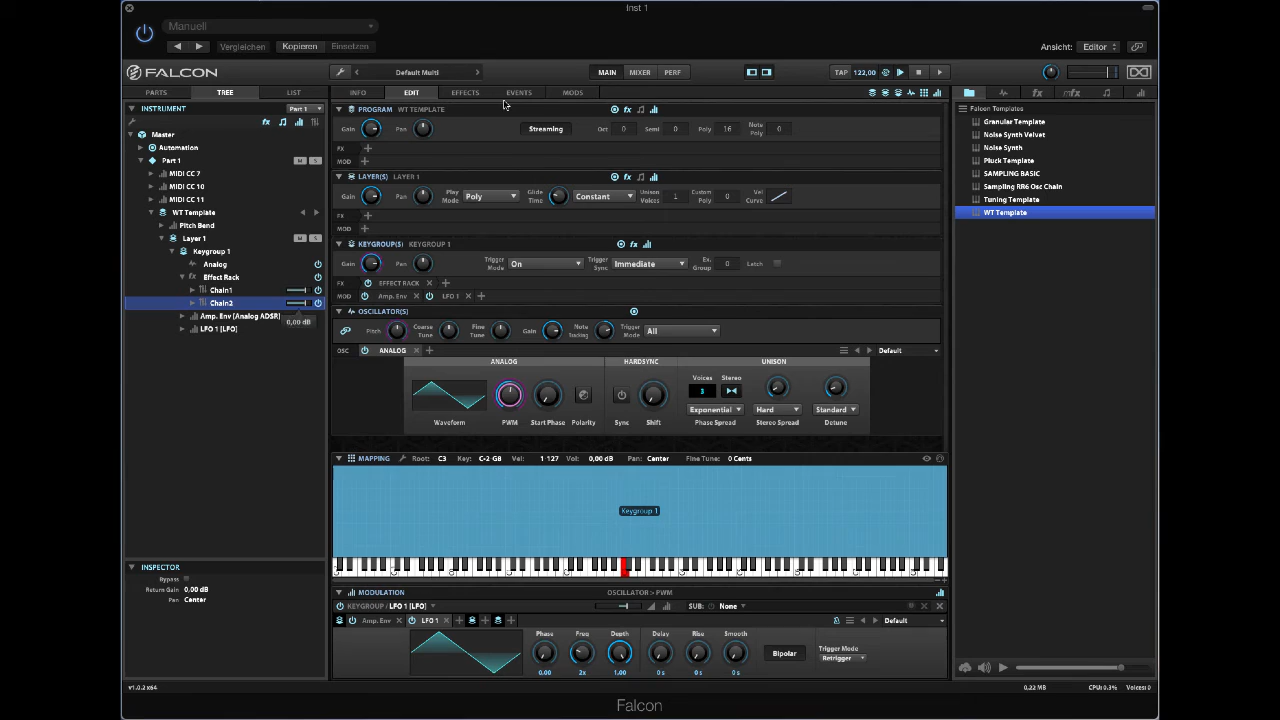 Inst 1
Manuell
Vergleichen Kopieren Einsetzen Ansicht: Editor
FALCON Default Multi MAIN MIXER PERF TAP 122,00
PARTS TREE LIST INFO EDIT EFFECTS EVENTS MODS
INSTRUMENT Part 1
Master
Automation
Part 1 M S
MIDI CC 7
MIDI CC 10
MIDI CC 11
WT Template
Pitch Bend
Layer 1 M S
Keygroup 1
Analog
Effect Rack
Chain1
Chain2
Amp. Env [Analog ADSR]
0,00 dB
LFO 1 [LFO]
INSPECTOR
Bypass
Return Gain 0,00 dB
Pan Center
PROGRAM WT TEMPLATE
Gain Pan Streaming Oct 0 Semi 0 Poly 16 Note Poly 0
FX
MOD
LAYER(S) LAYER 1
Gain Pan Play Mode Poly Glide Time Constant Unison Voices 1 Custom Poly 0 Vel Curve
FX
MOD
KEYGROUP(S) KEYGROUP 1
Gain Pan Trigger Mode On Trigger Sync Immediate Ex. Group 0 Latch
FX EFFECT RACK
MOD Amp. Env LFO 1
OSCILLATOR(S)
Pitch Coarse Tune Fine Tune Gain Note Tracking Trigger Mode All
OSC ANALOG Default
ANALOG HARDSYNC UNISON
Voices Stereo
3
Exponential Hard Standard
Waveform PWM Start Phase Polarity Sync Shift Phase Spread Stereo Spread Detune
MAPPING Root: C3 Key: C-2-G8 Vel: 1-127 Vol: 0,00 dB Pan: Center Fine Tune: 0 Cents
Keygroup 1
MODULATION OSCILLATOR > PWM
KEYGROUP / LFO 1 [LFO] SUB: None
Amp. Env LFO 1 Default
Phase Freq Depth Delay Rise Smooth Bipolar Trigger Mode
Retrigger
0.00 2x 1.00 0 s 0 s 0 s
Falcon Templates
Granular Template
Noise Synth Velvet
Noise Synth
Pluck Template
SAMPLING BASIC
Sampling RR6 Osc Chain
Tuning Template
WT Template
v1.0.2 x64 0,22 MB CPU:0.3% Voices:0
Falcon